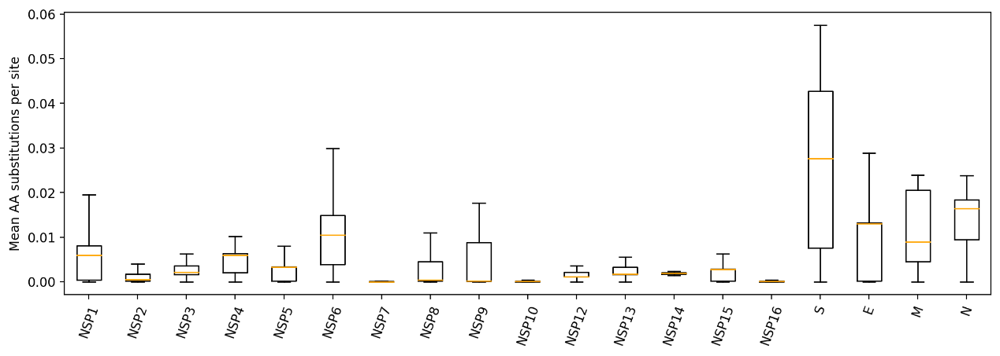 Mean AA substitutions per site
0.06
0.05
0.04
0.03
0.02
0.01
0.00
NSP1
NSP2
NSP3
NSP4
NSP5
NSP6
NSP7
NSP8
NSP9
NSP10
NSP12
NSP13
NSP14
NSP15
NSP16
S
E
M
N